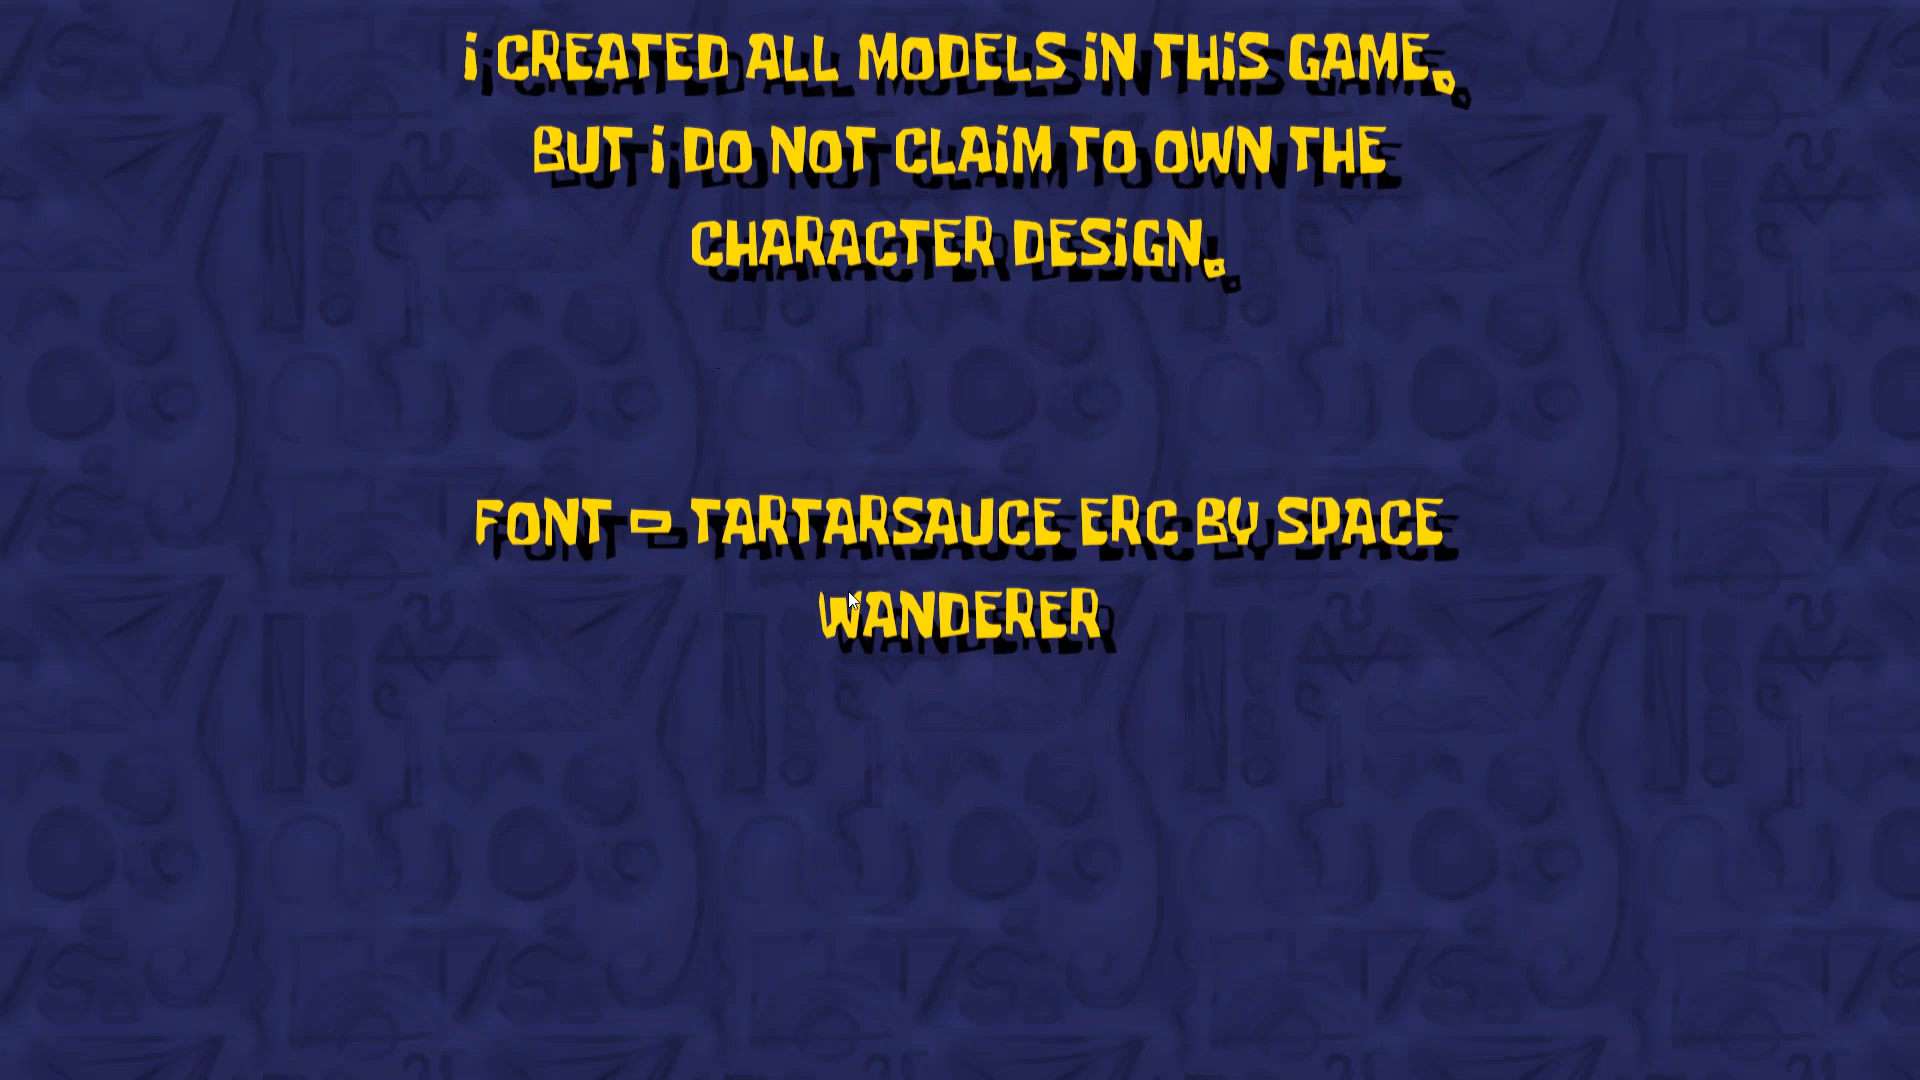 i CREATED ALL MODELS iN THiS GAME.
BUT i DO NOT CLAiM TO OWN THE
CHARACTER DESiGN.
FONT = TARTARSAUCE ERC BY SPACE
WANDERER